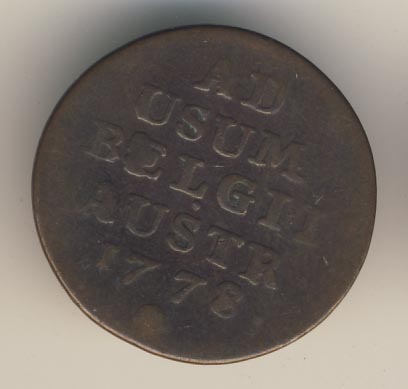 AD
USUM
BELGII
AUSTR
1778